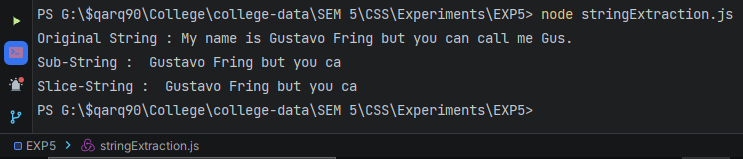 PS G:\$qarq90\College\college-data\SEM 5\CSS\Experiments\EXP5> node stringExtraction.js
Original String : My name is Gustavo Fring but you can call me Gus.
Sub-String :  Gustavo Fring but you ca
Slice-String :  Gustavo Fring but you ca
PS G:\$qarq90\College\college-data\SEM 5\CSS\Experiments\EXP5>
EXP5 > stringExtraction.js